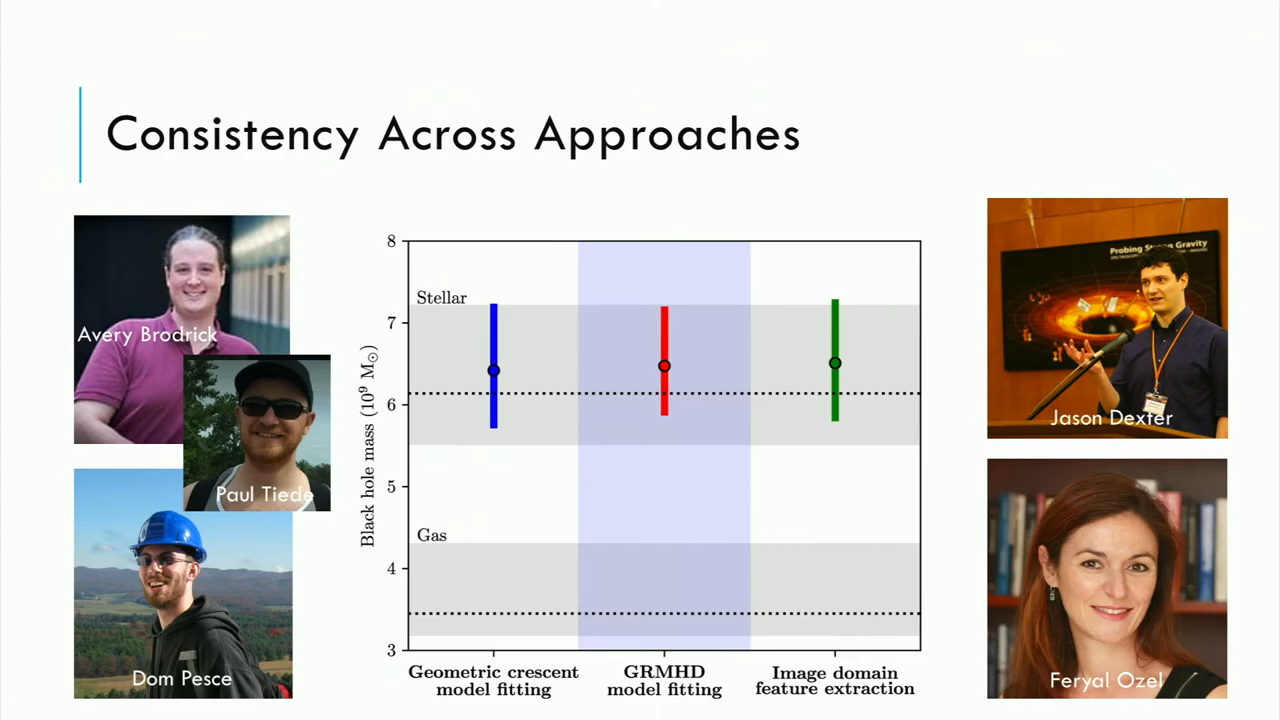 Consistency Across Approaches
Avery Brodrick
Paul Tiede
Dom Pesce
Black hole mass (10⁹ M☉)
8
7
6
5
4
3
Stellar
Gas
Geometric crescent
model fitting
GRMHD
model fitting
Image domain
feature extraction
Probing Strong Gravity
Jason Dexter
Feryal Ozel